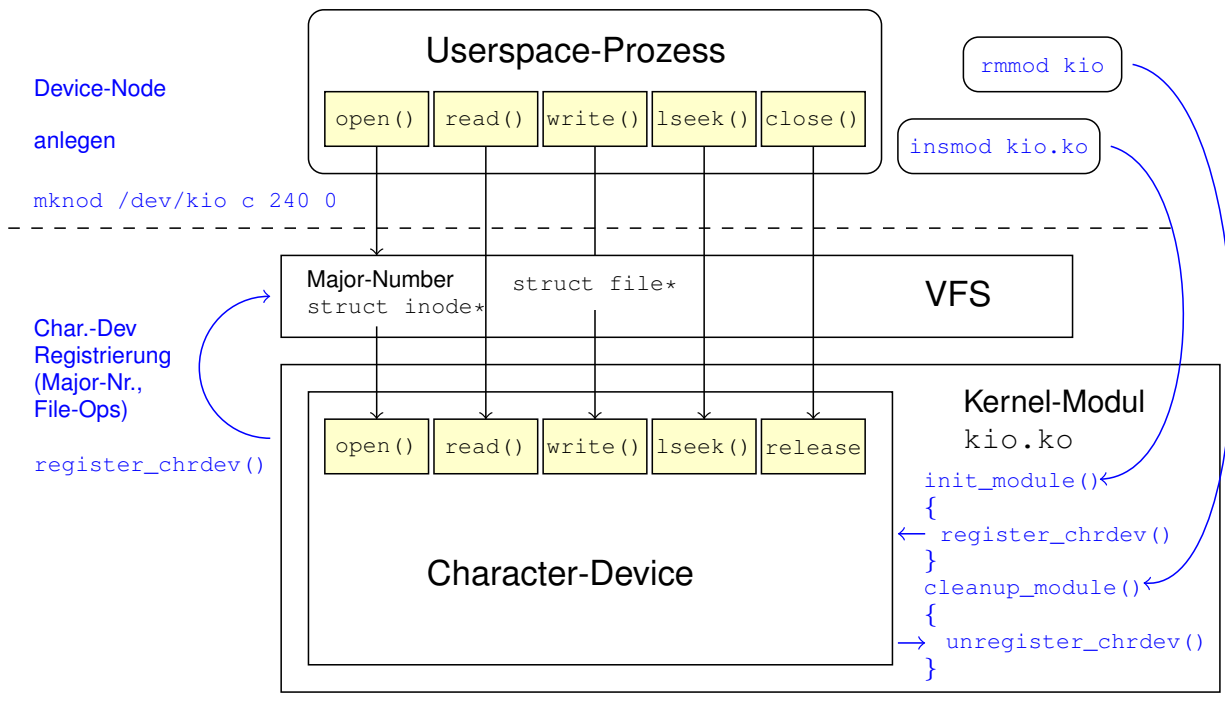 Userspace-Prozess
rmmod kio
Device-Node
open() read() write() lseek() close()
anlegen
insmod kio.ko
mknod /dev/kio c 240 0
Major-Number
struct inode*
struct file*
VFS
Char.-Dev
Registrierung
(Major-Nr.,
File-Ops)
register_chrdev()
Kernel-Modul
kio.ko
open() read() write() lseek() release
Character-Device
init_module()
{
register_chrdev()
}
cleanup_module()
{
unregister_chrdev()
}